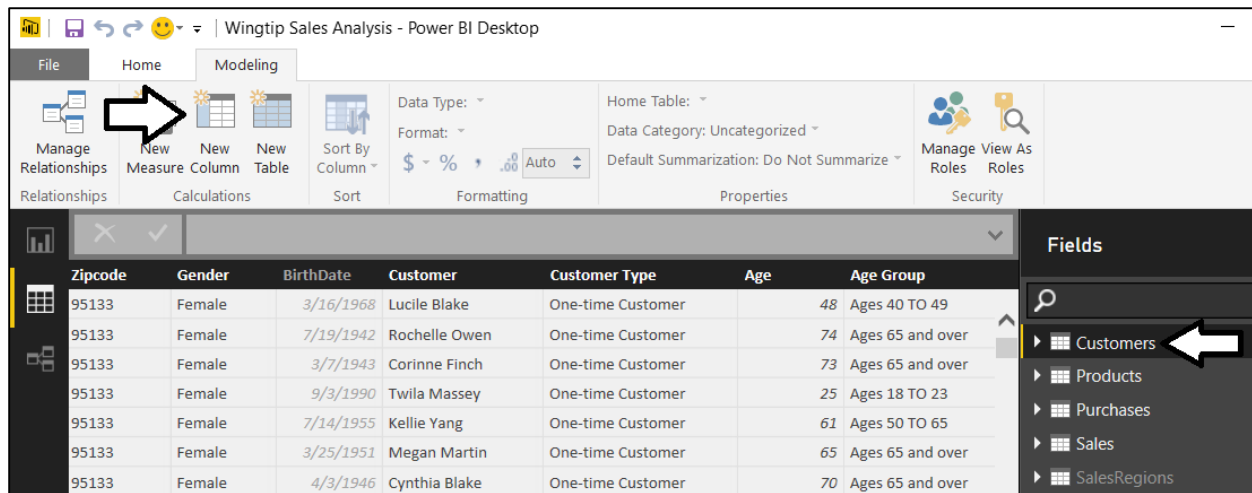 Wingtip Sales Analysis - Power BI Desktop
File Home Modeling
Manage Relationships
New Measure
New Column
New Table
Sort By Column
Data Type:
Format:
$ % , .00 Auto
Home Table:
Data Category: Uncategorized
Default Summarization: Do Not Summarize
Manage Roles
View As Roles
Relationships Calculations Sort Formatting Properties Security
Fields
Zipcode Gender BirthDate Customer Customer Type Age Age Group
95133 Female 3/16/1968 Lucile Blake One-time Customer 48 Ages 40 TO 49
95133 Female 7/19/1942 Rochelle Owen One-time Customer 74 Ages 65 and over
95133 Female 3/7/1943 Corinne Finch One-time Customer 73 Ages 65 and over
95133 Female 9/3/1990 Twila Massey One-time Customer 25 Ages 18 TO 23
95133 Female 7/14/1955 Kellie Yang One-time Customer 61 Ages 50 TO 65
95133 Female 3/25/1951 Megan Martin One-time Customer 65 Ages 65 and over
95133 Female 4/3/1946 Cynthia Blake One-time Customer 70 Ages 65 and over
Customers
Products
Purchases
Sales
SalesRegions